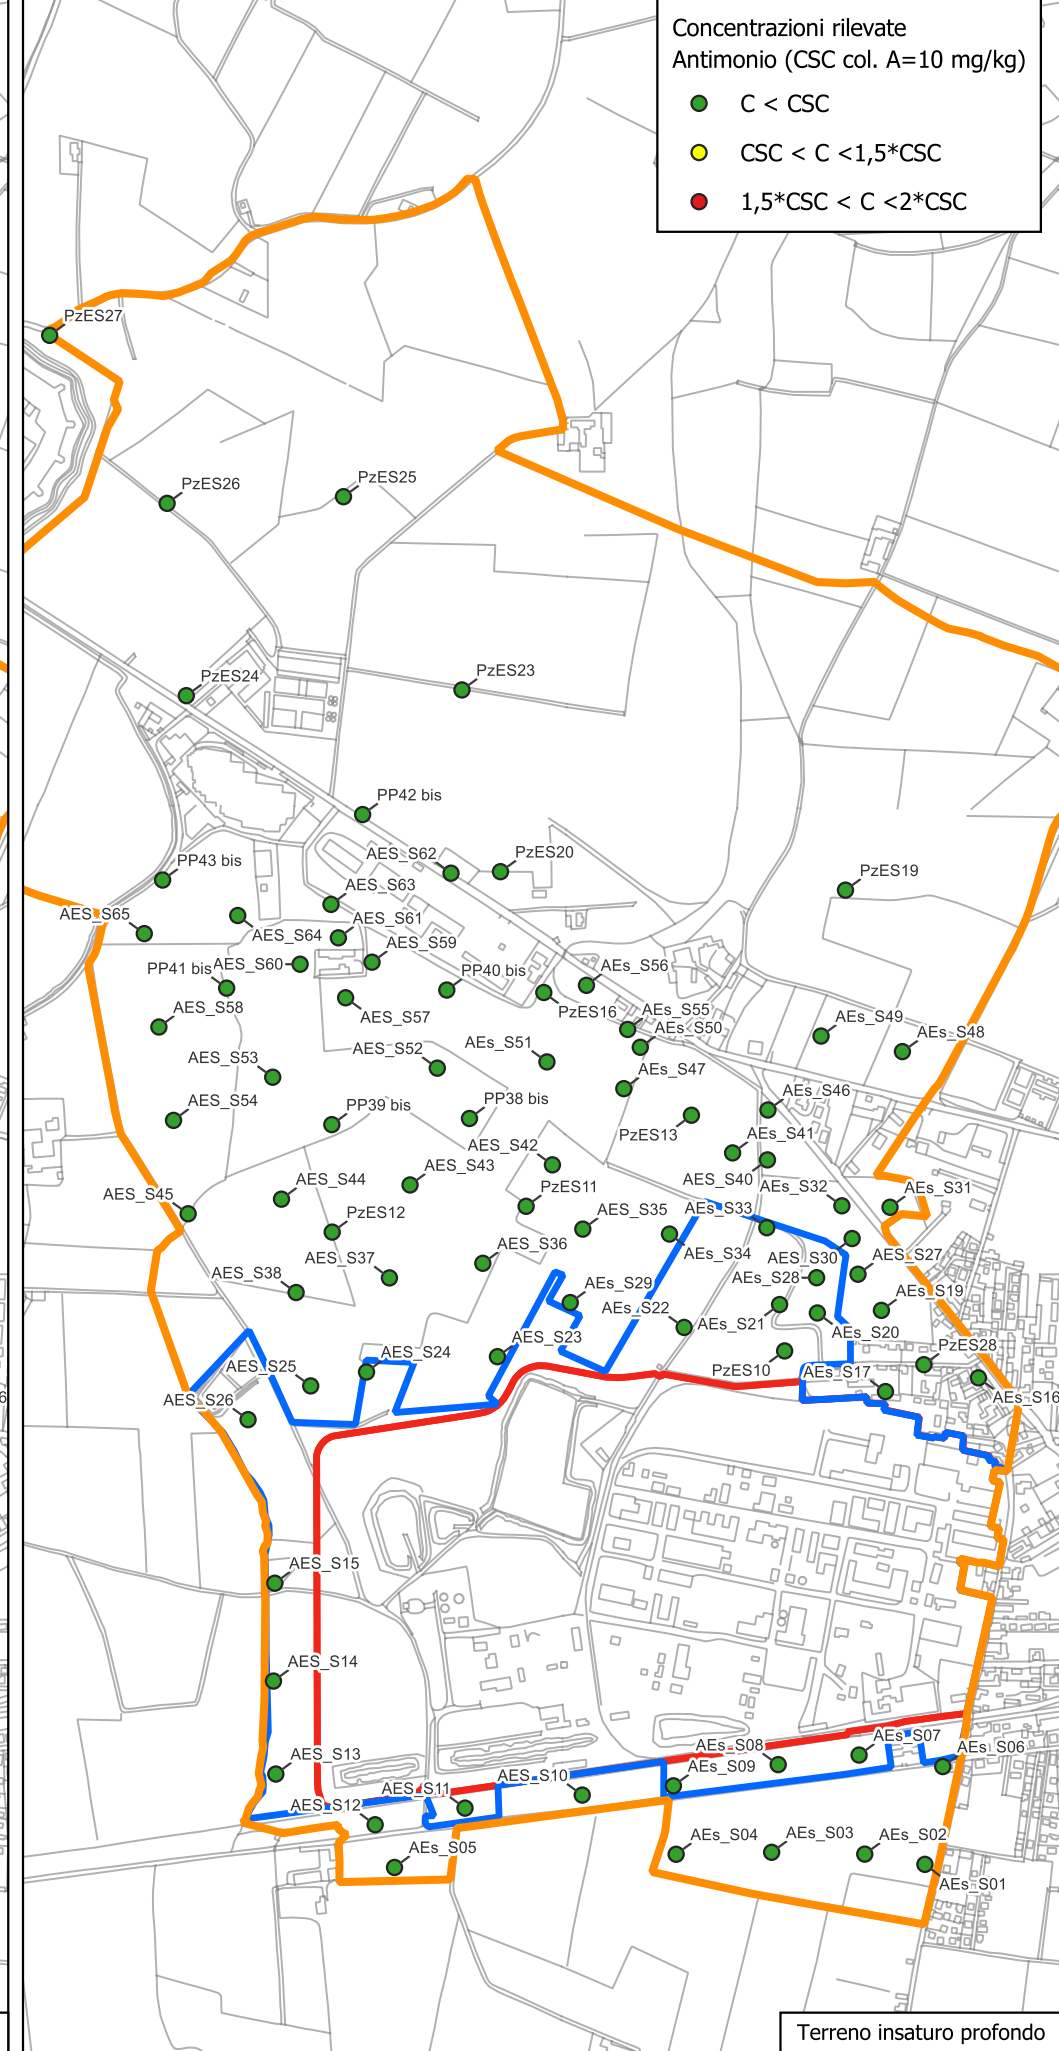 Concentrazioni rilevate
Antimonio (CSC col. A=10 mg/kg)
C < CSC
CSC < C <1,5*CSC
1,5*CSC < C <2*CSC
PzES27
PzES26
PzES25
PzES24
PzES23
PP42 bis
PP43 bis
AES_S62
PzES20
PzES19
AES_S63
AES_S65
AES_S64
AES_S61
AES_S59
AES_S60
PP41 bis
PP40 bis
AEs_S56
PzES16
AES_S58
AES_S57
AEs_S55
AEs_S50
AEs_S49
AEs_S48
AES_S53
AES_S52
AEs_S51
AEs_S47
AES_S54
PP39 bis
PP38 bis
AEs_S46
PzES13
AEs_S41
AES_S42
AES_S40
AES_S45
AES_S44
AES_S43
AEs_S32
AEs_S31
PzES12
PzES11
AES_S35
AEs_S33
AEs_S34
AES_S37
AES_S36
AES_S30
AEs_S27
AES_S38
AEs_S28
AEs_S29
AEs_S22
AEs_S21
AEs_S19
AEs_S20
AES_S24
AES_S23
AES_S25
PzES10
PzES28
AES_S26
AEs_S17
AEs_S16
6
AES_S15
AES_S14
AES_S13
AES_S12
AES_S11
AEs_S10
AEs_S08
AEs_S09
AEs_S07
AEs_S06
AEs_S05
AEs_S04
AEs_S03
AEs_S02
AEs_S01
Terreno insaturo profondo